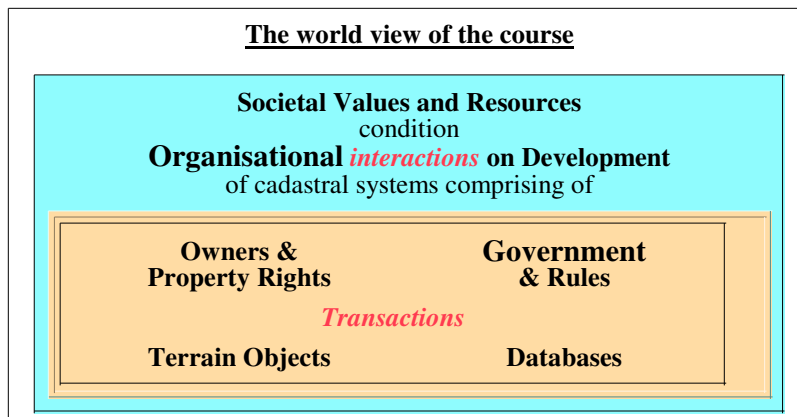 The world view of the course
Societal Values and Resources
condition
Organisational interactions on Development
of cadastral systems comprising of
Owners & Government
Property Rights & Rules
Transactions
Terrain Objects Databases